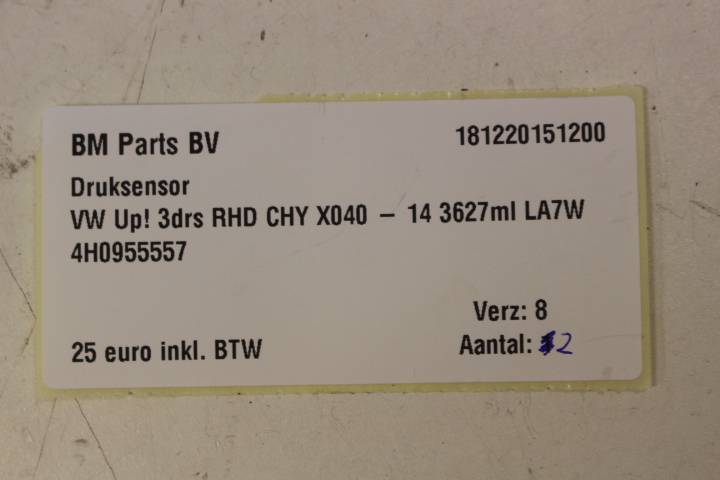 BM Parts BV 181220151200
Druksensor
VW Up! 3drs RHD CHY X040 – 14 3627ml LA7W
4H0955557
Verz: 8
25 euro inkl. BTW Aantal: 2